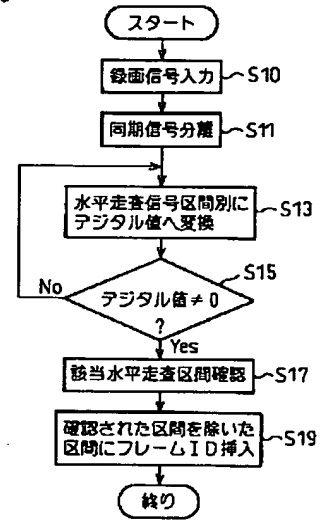 スタート
録画信号入力
S10
同期信号分離
S11
水平走査信号区間別に
デジタル値へ変換
S13
デジタル値≠0
?
S15
No
Yes
該当水平走査区間確認
S17
確認された区間を除いた
区間にフレームID挿入
S19
終り